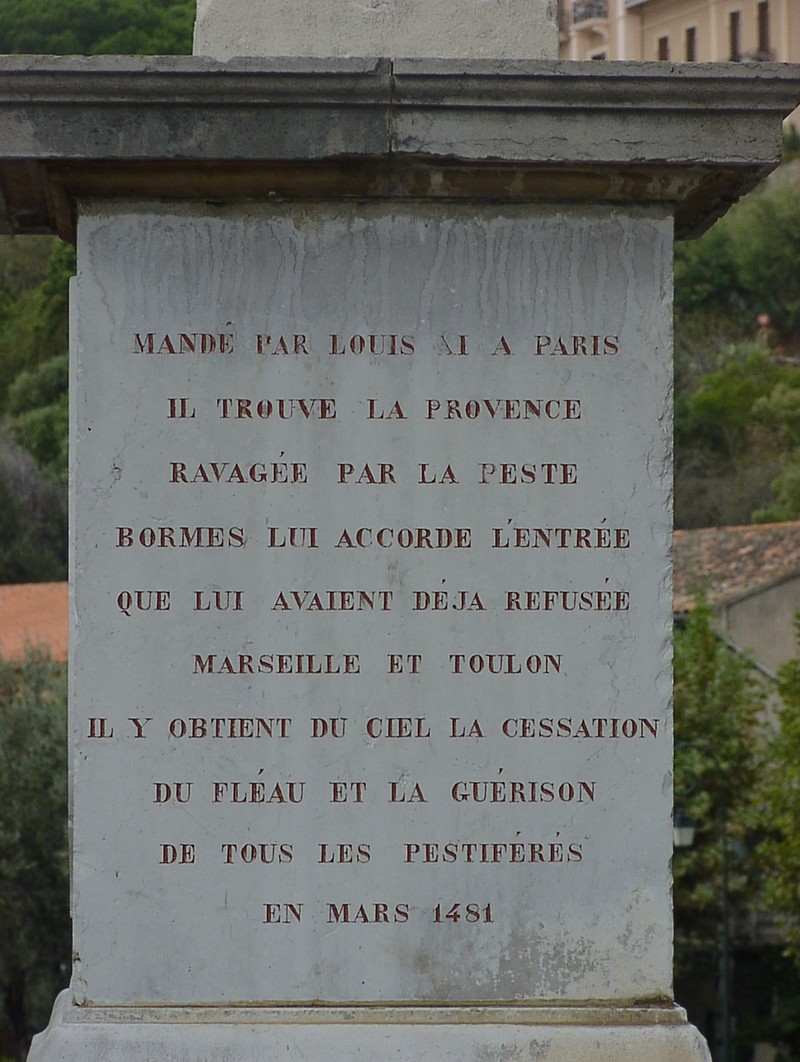 MANDÉ PAR LOUIS XI A PARIS
IL TROUVE LA PROVENCE
RAVAGÉE PAR LA PESTE
BORMES LUI ACCORDE L'ENTRÉE
QUE LUI AVAIENT DÉJA REFUSÉE
MARSEILLE ET TOULON
IL Y OBTIENT DU CIEL LA CESSATION
DU FLÉAU ET LA GUÉRISON
DE TOUS LES PESTIFÉRÉS
EN MARS 1481